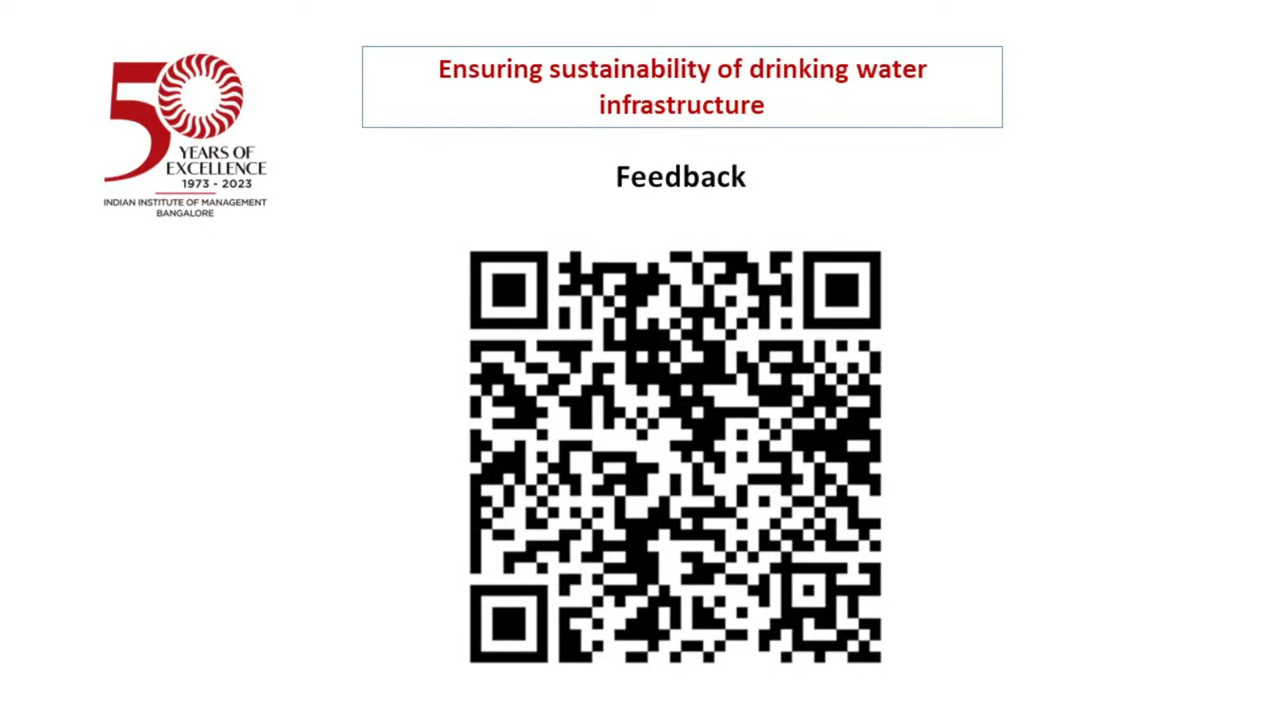 50
YEARS OF
EXCELLENCE
1973 - 2023
INDIAN INSTITUTE OF MANAGEMENT
BANGALORE
Ensuring sustainability of drinking water
infrastructure
Feedback